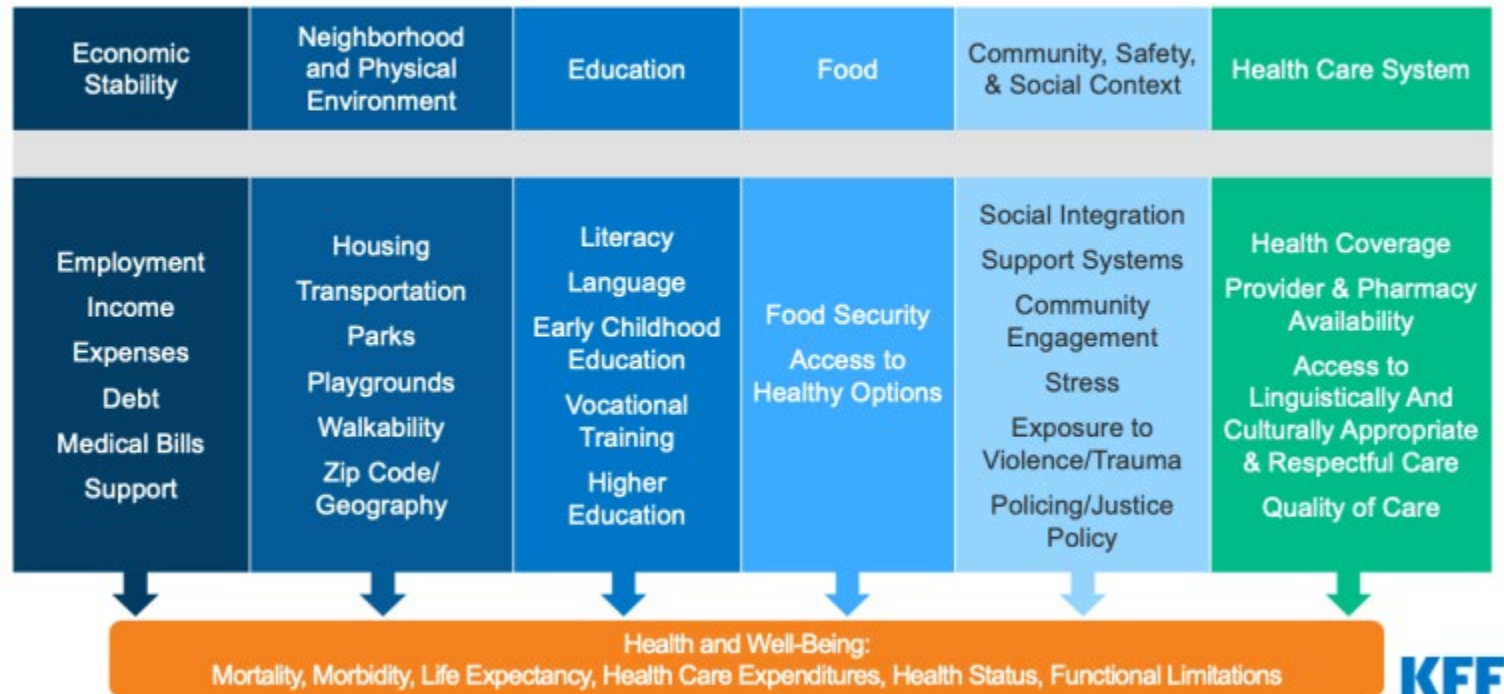 Economic
Stability
Neighborhood
and Physical
Environment
Education
Food
Community, Safety,
& Social Context
Health Care System
Employment
Income
Expenses
Debt
Medical Bills
Support
Housing
Transportation
Parks
Playgrounds
Walkability
Zip Code/
Geography
Literacy
Language
Early Childhood
Education
Vocational
Training
Higher
Education
Food Security
Access to
Healthy Options
Social Integration
Support Systems
Community
Engagement
Stress
Exposure to
Violence/Trauma
Policing/Justice
Policy
Health Coverage
Provider & Pharmacy
Availability
Access to
Linguistically And
Culturally Appropriate
& Respectful Care
Quality of Care
Health and Well-Being:
Mortality, Morbidity, Life Expectancy, Health Care Expenditures, Health Status, Functional Limitations
KFF